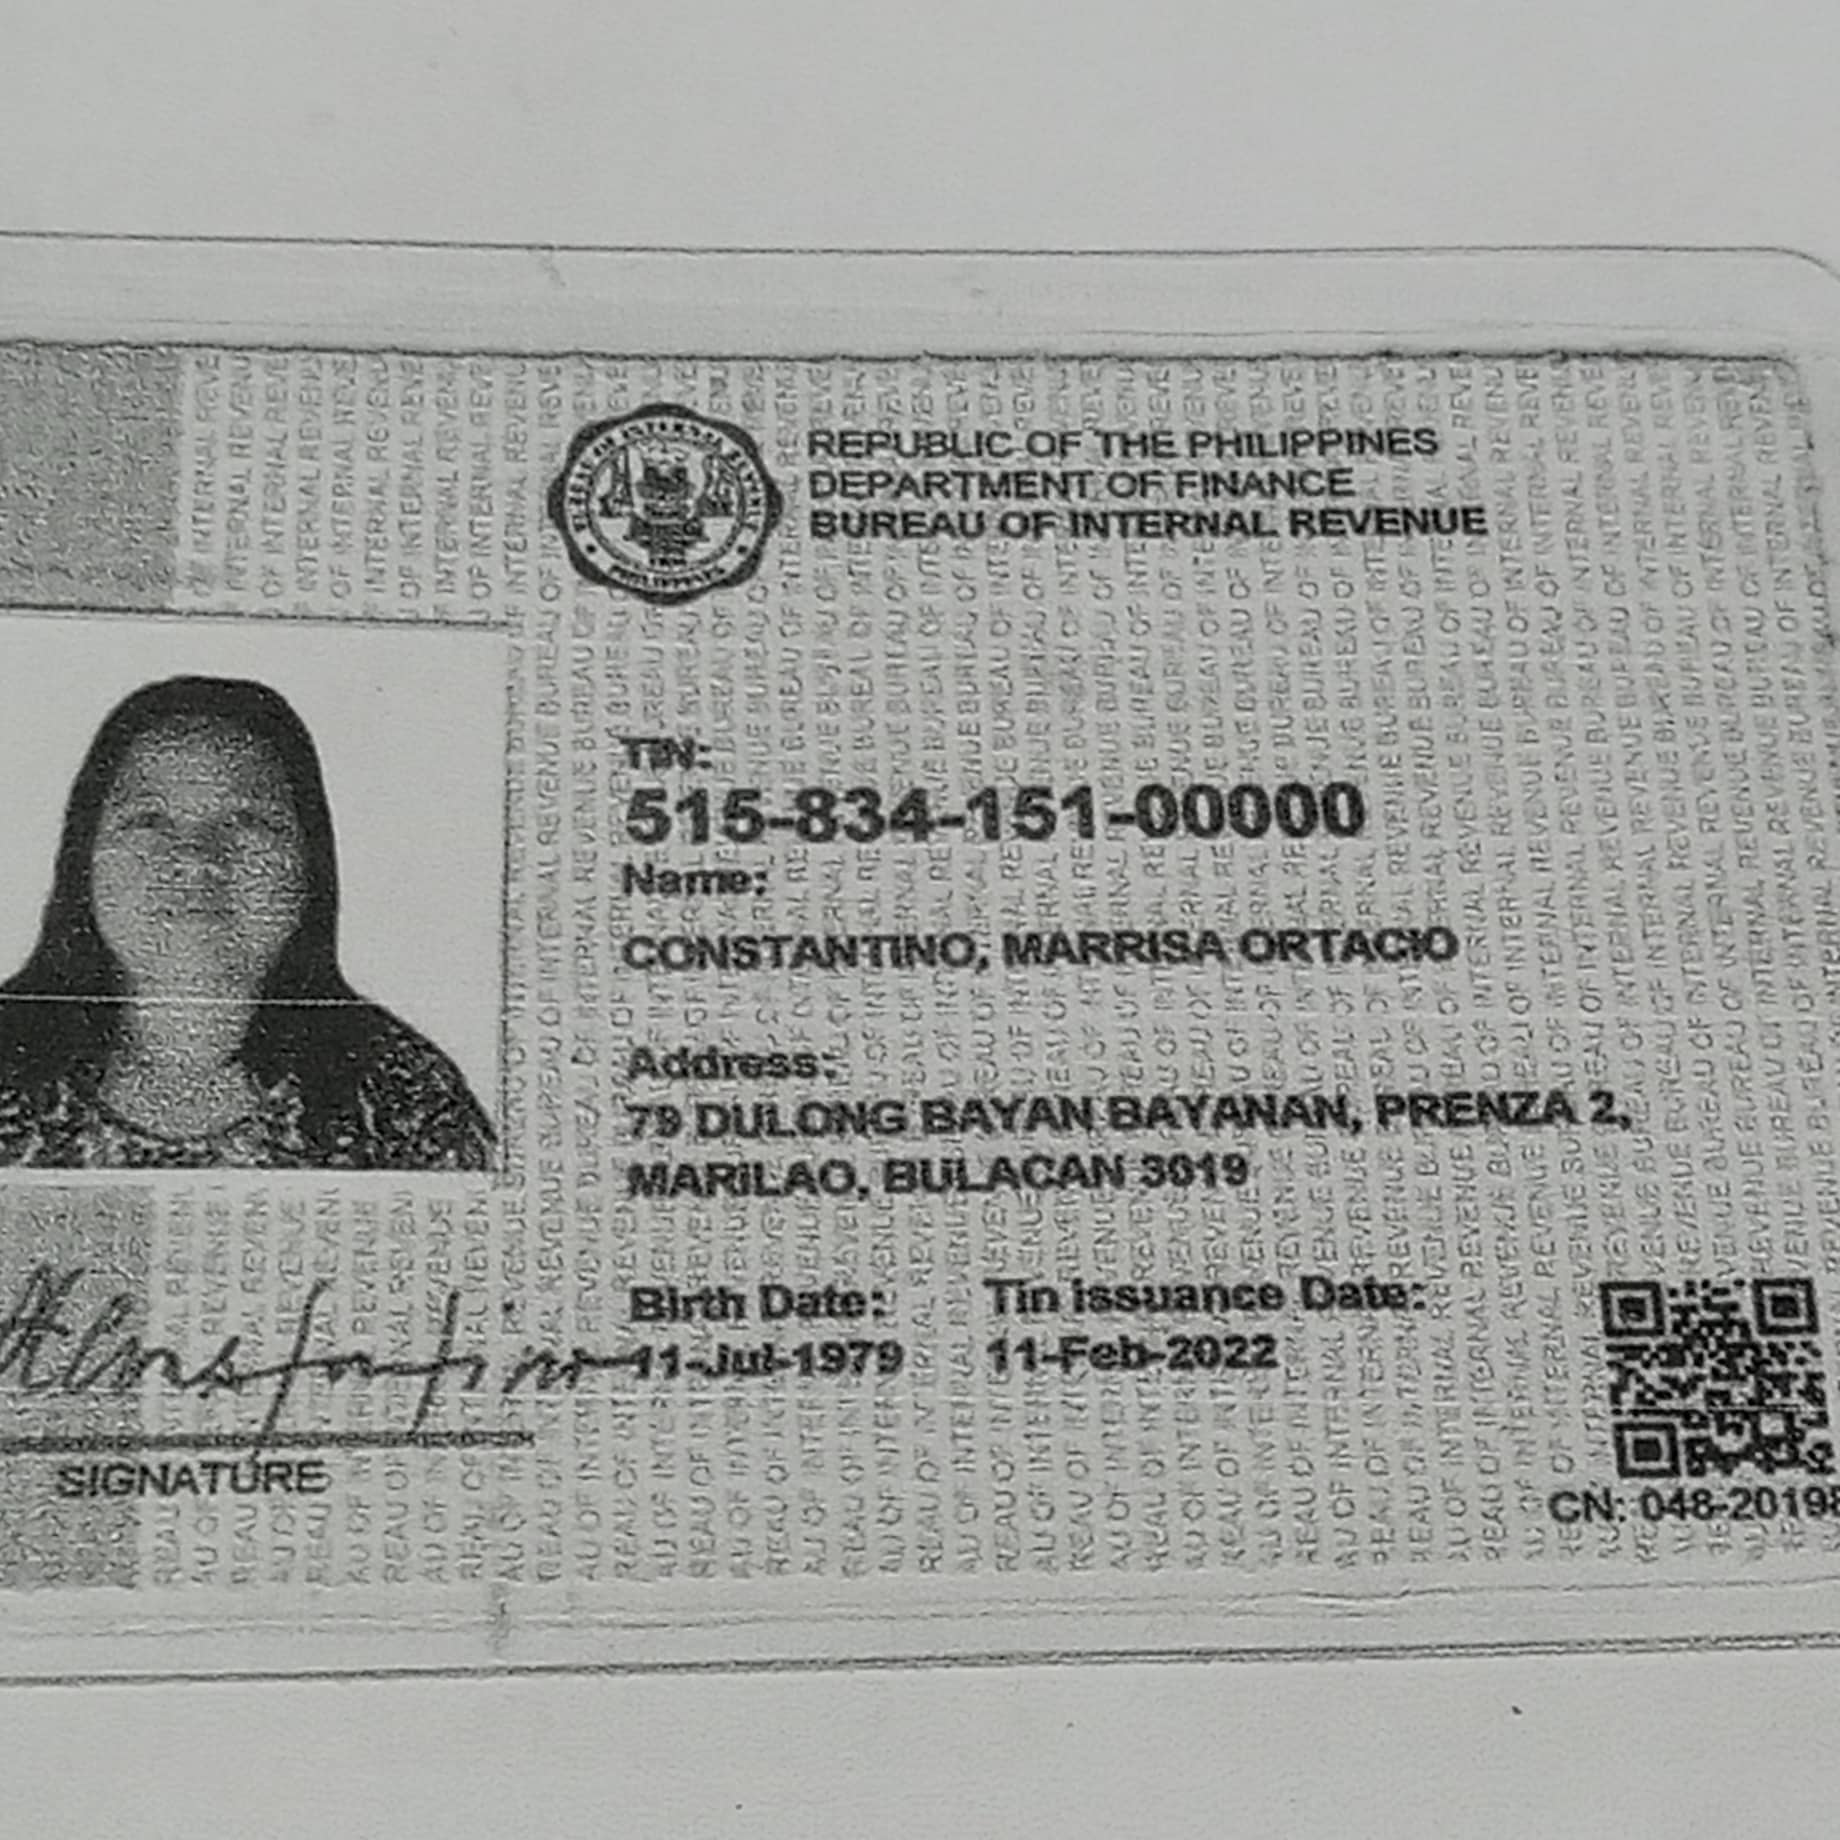 REPUBLIC OF THE PHILIPPINES
DEPARTMENT OF FINANCE
BUREAU OF INTERNAL REVENUE
TIN:
515-834-151-00000
Name:
CONSTANTINO, MARRISA ORTACIO
Address:
79 DULONG BAYAN BAYANAN, PRENZA 2,
MARILAO, BULACAN 3019
Birth Date: Tin issuance Date:
11-Jul-1979 11-Feb-2022
SIGNATURE
CN: 048-20198